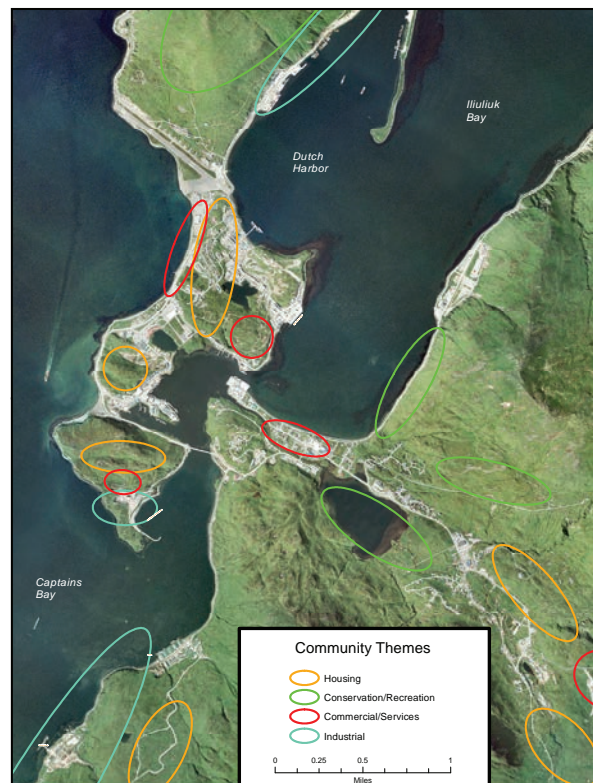 Iliuliuk
Bay
Dutch
Harbor
Captains
Bay
Community Themes
Housing
Conservation/Recreation
Commercial/Services
Industrial
0 0.25 0.5 1
Miles